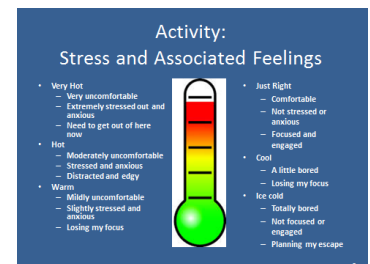 Activity:
Stress and Associated Feelings
• Very Hot
– Very uncomfortable
– Extremely stressed out and
anxious
– Need to get out of here
now
• Hot
– Moderately uncomfortable
– Stressed and anxious
– Distracted and edgy
• Warm
– Mildly uncomfortable
– Slightly stressed and
anxious
– Losing my focus
• Just Right
– Comfortable
– Not stressed or
anxious
– Focused and
engaged
• Cool
– A little bored
– Losing my focus
• Ice cold
– Totally bored
– Not focused or
engaged
– Planning my escape